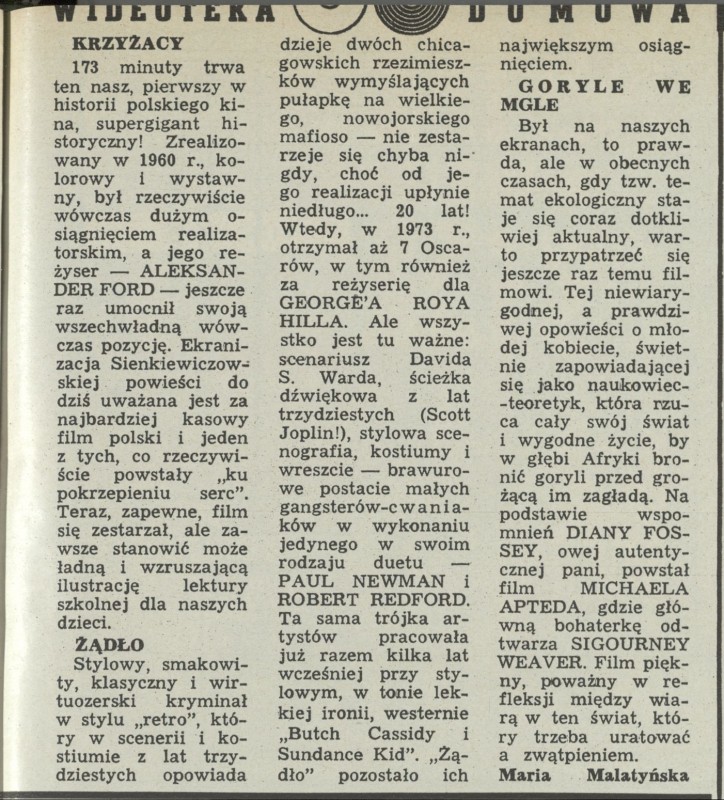 WIDEOTEKA DOMOWA
KRZYŻACY
173 minuty trwa
ten nasz, pierwszy w
historii polskiego ki-
na, supergigant hi-
storyczny! Zrealizo-
wany w 1960 r., ko-
lorowy i wystaw-
ny, był rzeczywiście
wówczas dużym o-
siągnięciem realiza-
torskim, a jego re-
żyser — ALEKSAN-
DER FORD — jeszcze
raz umocnił swoją
wszechwładną wów-
czas pozycję. Ekrani-
zacja Sienkiewiczow-
skiej powieści do
dziś uważana jest za
najbardziej kasowy
film polski i jeden
z tych, co rzeczywi-
ście powstały „ku
pokrzepieniu serc”.
Teraz, zapewne, film
się zestarzał, ale za-
wsze stanowić może
ładną i wzruszającą
ilustrację lektury
szkolnej dla naszych
dzieci.
ŻĄDŁO
Stylowy, smakowi-
ty, klasyczny i wir-
tuozerski kryminał
w stylu „retro”, któ-
ry w scenerii i ko-
stiumie z lat trzy-
dziestych opowiada
dzieje dwóch chica-
gowskich rzezimiesz-
ków wymyślających
pułapkę na wielkie-
go, nowojorskiego
mafioso — nie zesta-
rzeje się chyba ni-
gdy, choć od je-
go realizacji upłynie
niedługo... 20 lat!
Wtedy, w 1973 r.,
otrzymał aż 7 Osca-
rów, w tym również
za reżyserię dla
GEORGE'A ROYA
HILLA. Ale wszy-
stko jest tu ważne:
scenariusz Davida
S. Warda, ścieżka
dźwiękowa z lat
trzydziestych (Scott
Joplin!), stylowa sce-
nografia, kostiumy i
wreszcie — brawuro-
we postacie małych
gangsterów-cwania-
ków w wykonaniu
jedynego w swoim
rodzaju duetu —
PAUL NEWMAN i
ROBERT REDFORD.
Ta sama trójka ar-
tystów pracowała
już razem kilka lat
wcześniej przy sty-
lowym, w tonie lek-
kiej ironii, westernie
„Butch Cassidy i
Sundance Kid”. „Żą-
dło” pozostało ich
największym osiąg-
nięciem.
GORYLE WE
MGLE
Był na naszych
ekranach, to praw-
da, ale w obecnych
czasach, gdy tzw. te-
mat ekologiczny sta-
je się coraz dotkli-
wiej aktualny, war-
to przypatrzeć się
jeszcze raz temu fil-
mowi. Tej niewiary-
godnej, a prawdzi-
wej opowieści o mło-
dej kobiecie, świet-
nie zapowiadającej
się jako naukowiec-
-teoretyk, która rzu-
ca cały swój świat
i wygodne życie, by
w głębi Afryki bro-
nić goryli przed gro-
żącą im zagładą. Na
podstawie wspo-
mnień DIANY FOS-
SEY, owej autenty-
cznej pani, powstał
film MICHAELA
APTEDA, gdzie głó-
wną bohaterkę od-
twarza SIGOURNEY
WEAVER. Film pięk-
ny, poważny w re-
fleksji między wia-
rą w ten świat, któ-
ry trzeba uratować
a zwątpieniem.
Maria Malatyńska